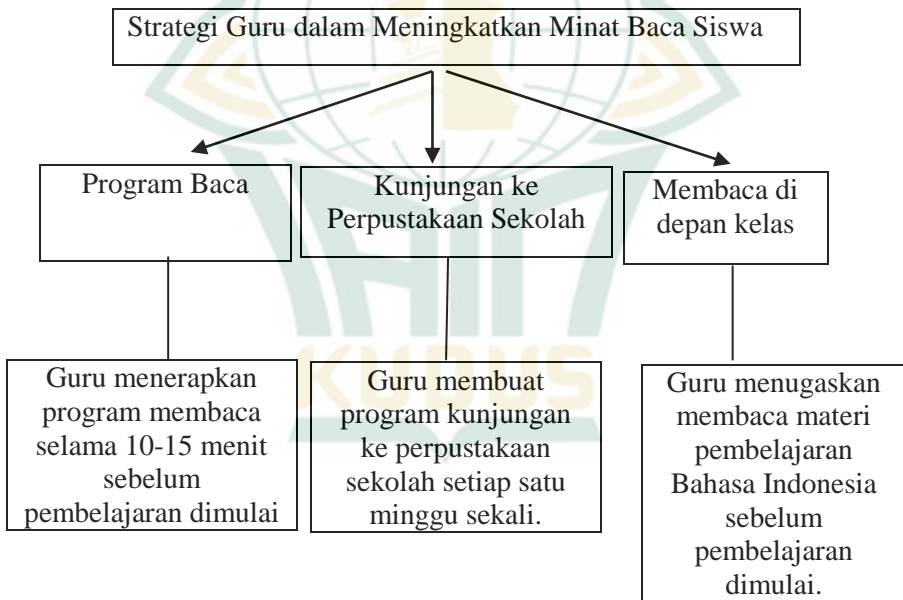 Strategi Guru dalam Meningkatkan Minat Baca Siswa
Program Baca
Kunjungan ke
Perpustakaan Sekolah
Membaca di
depan kelas
Guru menerapkan
program membaca
selama 10-15 menit
sebelum
pembelajaran dimulai
Guru membuat
program kunjungan
ke perpustakaan
sekolah setiap satu
minggu sekali.
Guru menugaskan
membaca materi
pembelajaran
Bahasa Indonesia
sebelum
pembelajaran
dimulai.
KUDUS